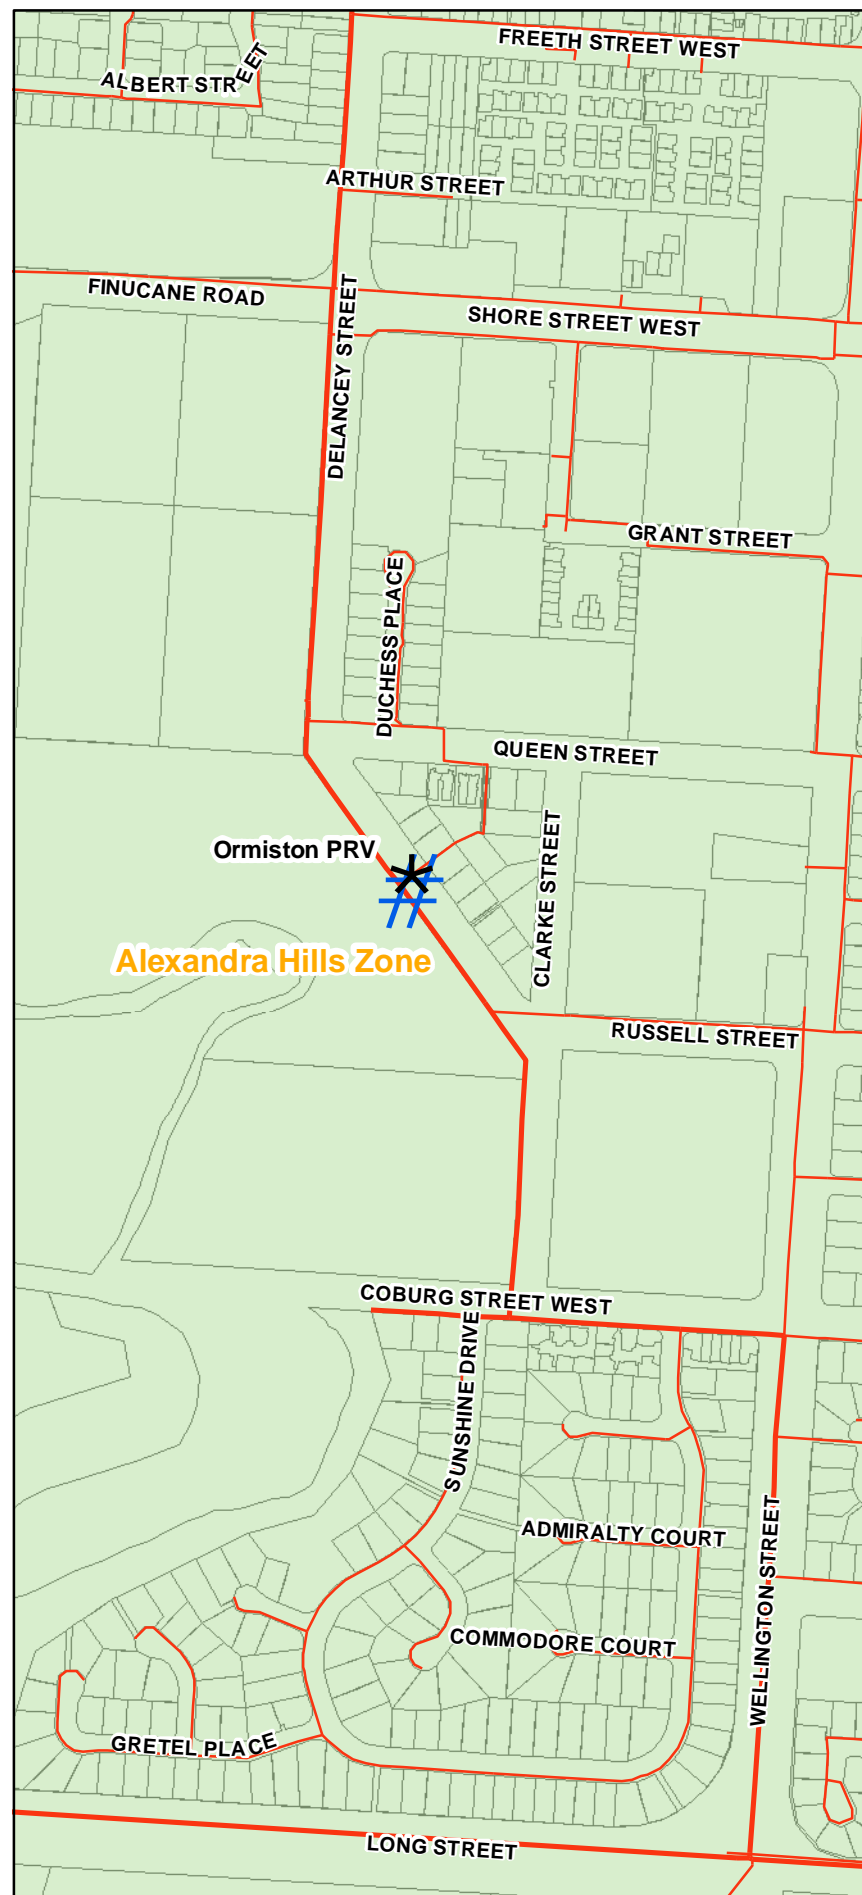 FREETH STREET WEST
ALBERT STREET
ARTHUR STREET
FINUCANE ROAD
SHORE STREET WEST
DELANCEY STREET
GRANT STREET
DUCHESS PLACE
QUEEN STREET
Ormiston PRV
CLARKE STREET
Alexandra Hills Zone
RUSSELL STREET
COBURG STREET WEST
SUNSHINE DRIVE
ADMIRALTY COURT
WELLINGTON STREET
COMMODORE COURT
GRETEL PLACE
LONG STREET